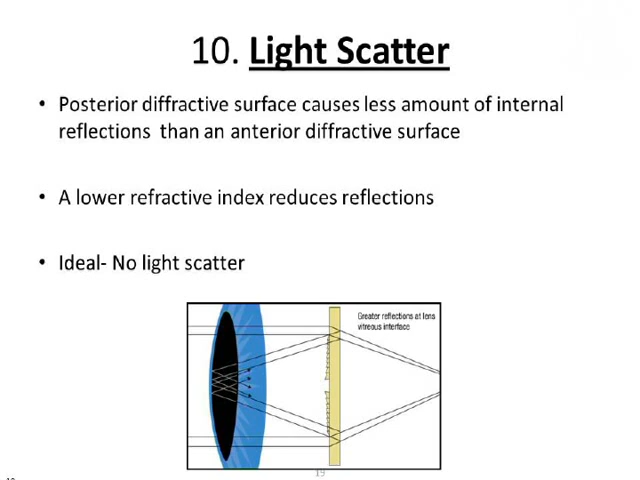 10. Light Scatter
• Posterior diffractive surface causes less amount of internal
reflections than an anterior diffractive surface
• A lower refractive index reduces reflections
• Ideal- No light scatter
Greater reflections at lens
vitreous interface
19